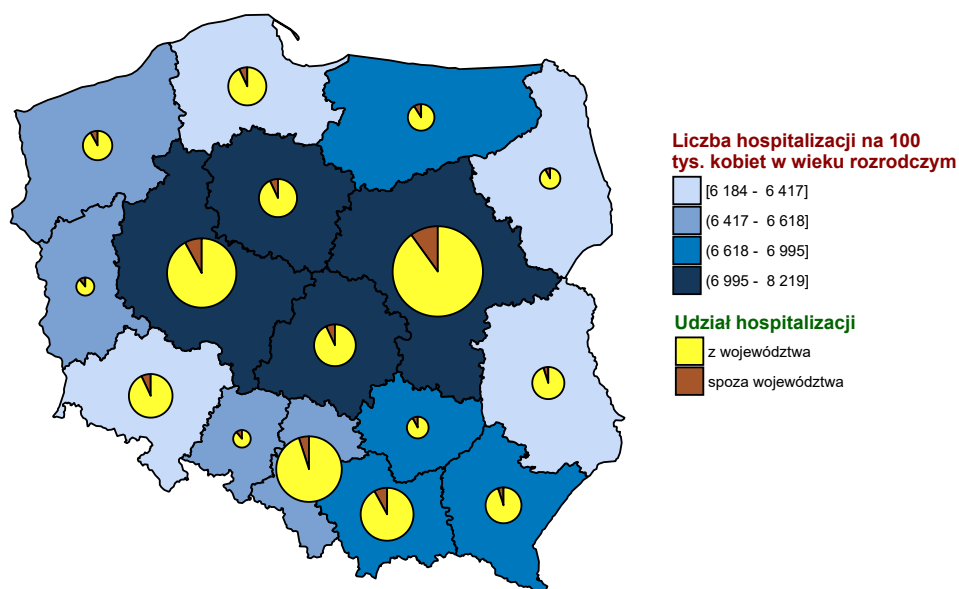 Liczba hospitalizacji na 100
tys. kobiet w wieku rozrodczym
[6 184 - 6 417]
(6 417 - 6 618]
(6 618 - 6 995]
(6 995 - 8 219]
Udział hospitalizacji
z województwa
spoza województwa